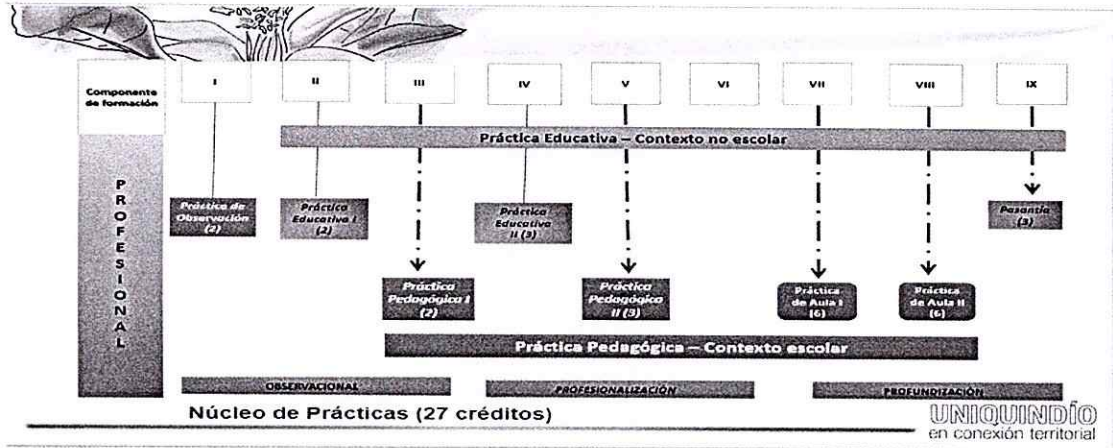 Componente
de formación
I
II
III
IV
V
VI
VII
VIII
IX
Práctica Educativa – Contexto no escolar
PROFESIONAL
Práctica de
Observación
(2)
Práctica
Educativa I
(2)
Práctica
Educativa
II (3)
Pasantía
(3)
Práctica
Pedagógica I
(2)
Práctica
Pedagógica
II (3)
Práctica
de Aula I
(6)
Práctica
de Aula II
(6)
Práctica Pedagógica – Contexto escolar
OBSERVACIONAL
PROFESIONALIZACIÓN
PROFUNDIZACIÓN
Núcleo de Prácticas (27 créditos)
UNIQUINDÍO
en conexión territorial